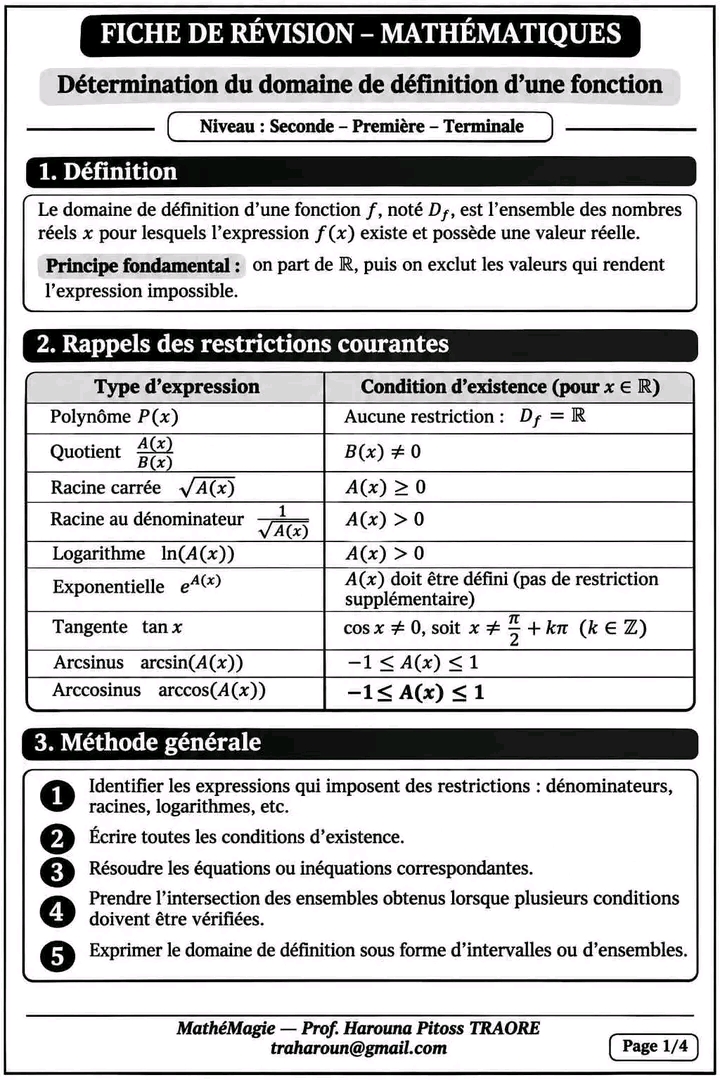 FICHE DE RÉVISION – MATHÉMATIQUES
Détermination du domaine de définition d'une fonction
Niveau : Seconde – Première – Terminale
1. Définition
Le domaine de définition d'une fonction f, noté D_f, est l'ensemble des nombres
réels x pour lesquels l'expression f(x) existe et possède une valeur réelle.
Principe fondamental : on part de ℝ, puis on exclut les valeurs qui rendent
l'expression impossible.
2. Rappels des restrictions courantes
Type d'expression Condition d'existence (pour x ∈ ℝ)
Polynôme P(x) Aucune restriction : D_f = ℝ
Quotient A(x)/B(x) B(x) ≠ 0
Racine carrée √A(x) A(x) ≥ 0
Racine au dénominateur 1/√A(x) A(x) > 0
Logarithme ln(A(x)) A(x) > 0
Exponentielle e^A(x) A(x) doit être défini (pas de restriction
supplémentaire)
Tangente tan x cos x ≠ 0, soit x ≠ π/2 + kπ (k ∈ ℤ)
Arcsinus arcsin(A(x)) −1 ≤ A(x) ≤ 1
Arccosinus arccos(A(x)) −1 ≤ A(x) ≤ 1
3. Méthode générale
1 Identifier les expressions qui imposent des restrictions : dénominateurs,
racines, logarithmes, etc.
2 Écrire toutes les conditions d'existence.
3 Résoudre les équations ou inéquations correspondantes.
4 Prendre l'intersection des ensembles obtenus lorsque plusieurs conditions
doivent être vérifiées.
5 Exprimer le domaine de définition sous forme d'intervalles ou d'ensembles.
MathéMagie — Prof. Harouna Pitoss TRAORE
traharoun@gmail.com
Page 1/4